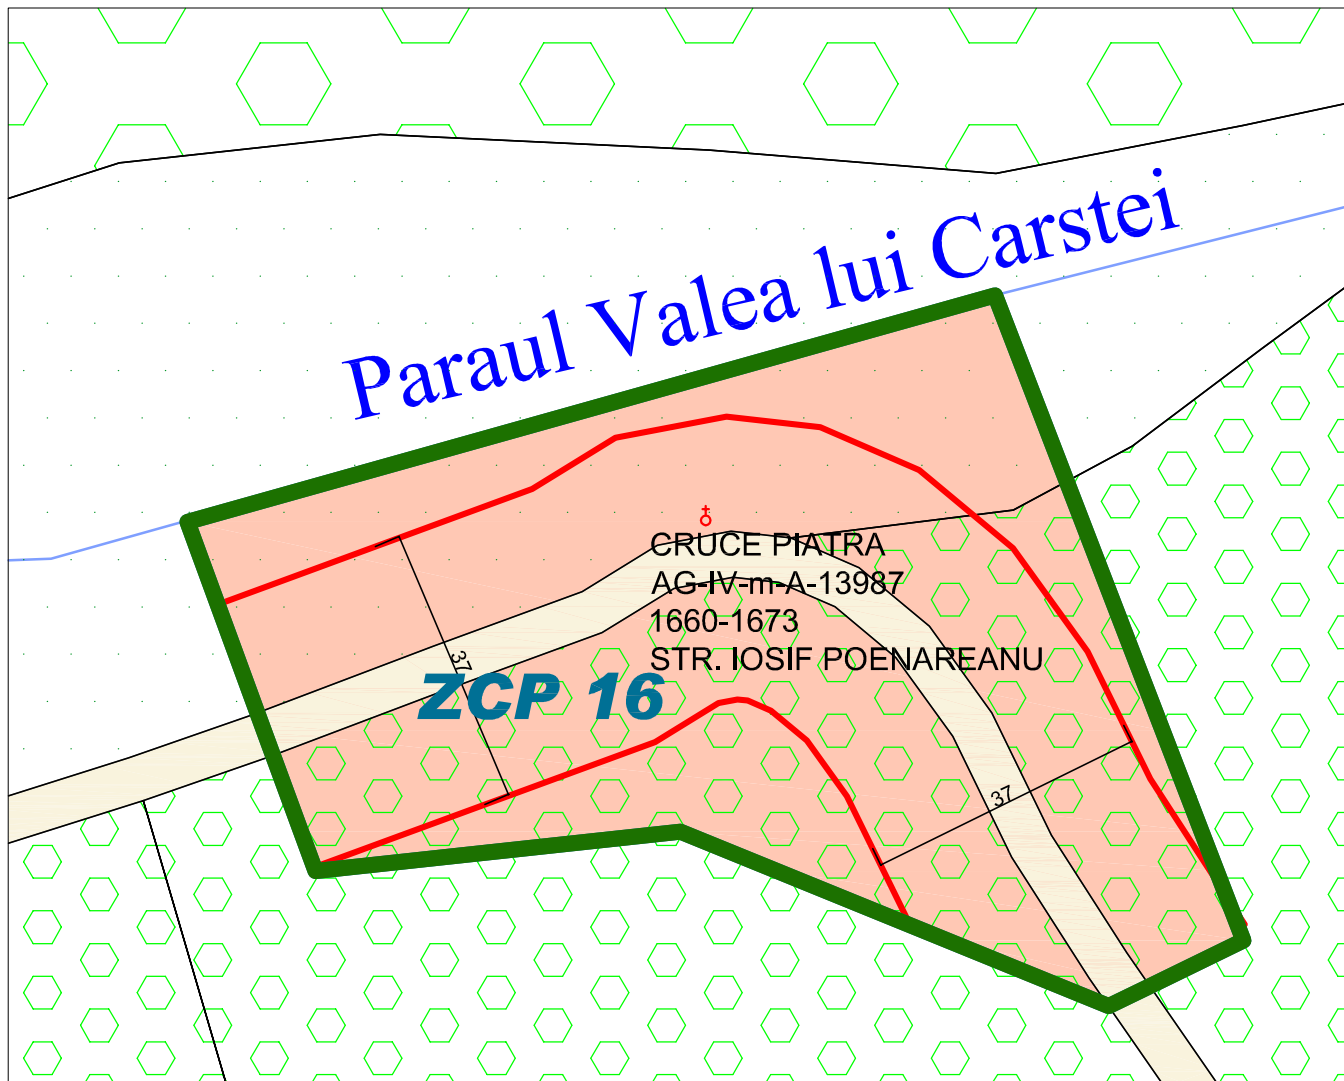 Paraul Valea lui Carstei
CRUCE PIATRA
AG-IV-m-A-13987
1660-1673
STR. IOSIF POENAREANU
37
ZCP 16
37